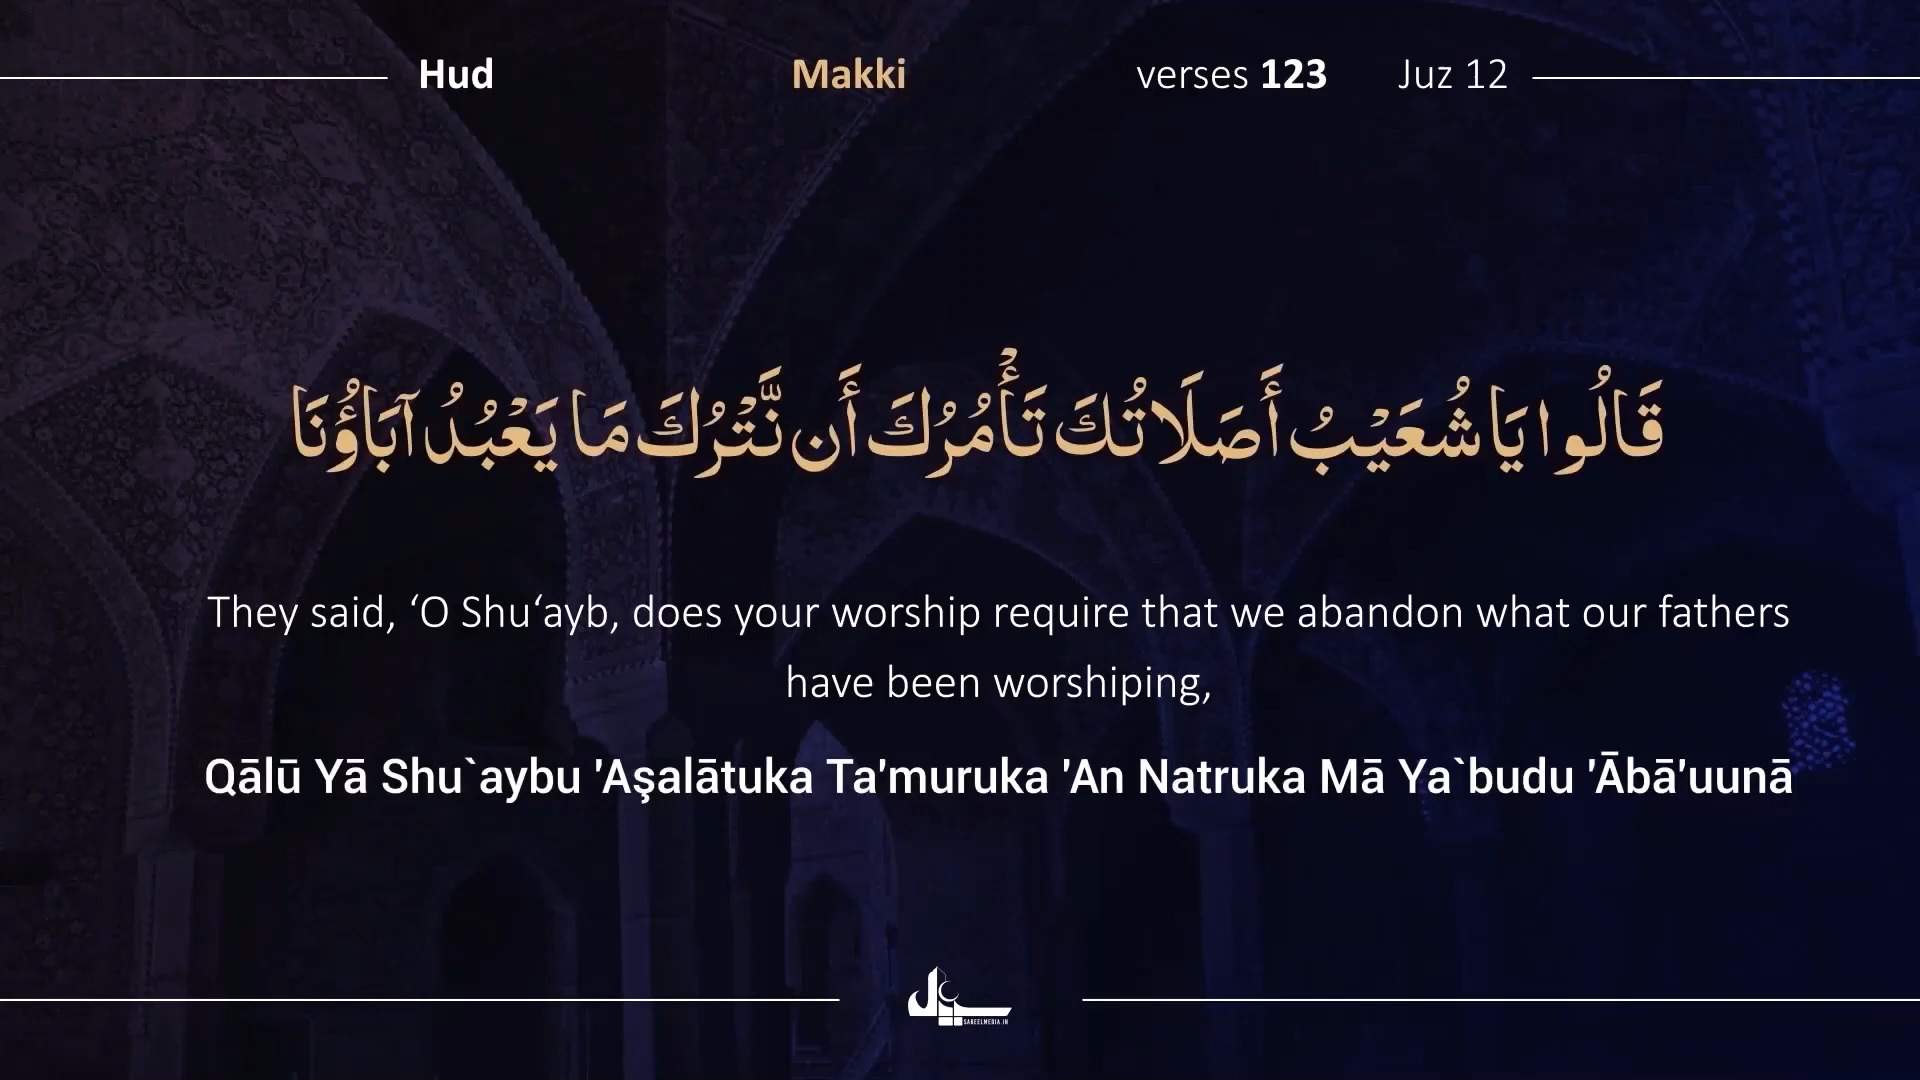 Hud Makki verses 123 Juz 12
قَالُوا يَا شُعَيْبُ أَصَلَاتُكَ تَأْمُرُكَ أَن نَّتْرُكَ مَا يَعْبُدُ آبَاؤُنَا
They said, ‘O Shu‘ayb, does your worship require that we abandon what our fathers
have been worshiping,
Qālū Yā Shu`aybu 'Aşalātuka Ta'muruka 'An Natruka Mā Ya`budu 'Ābā'uunā
SABEELMEDIA.IN